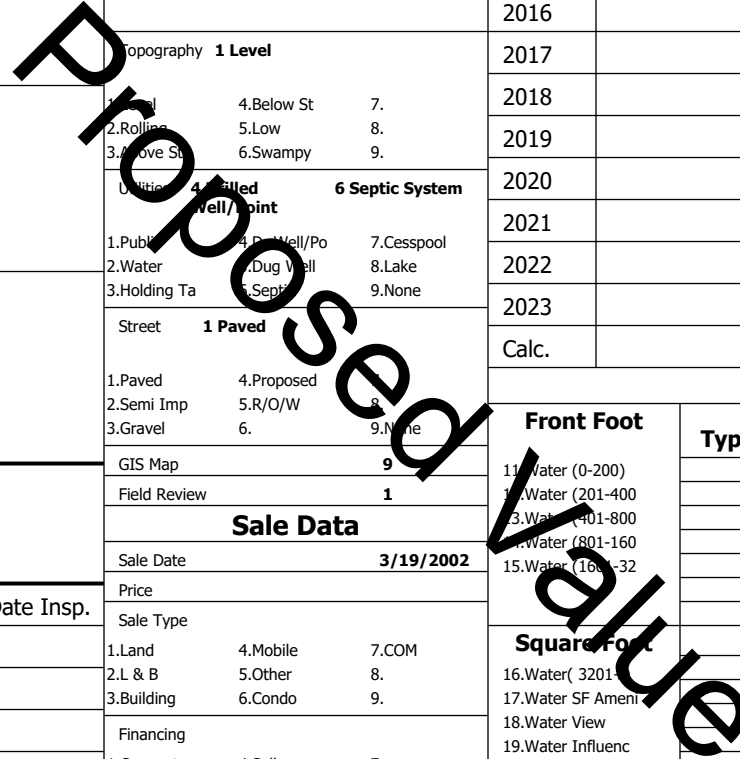 Topography 1 Level
1.Level 4.Below St 7.
2.Rolling 5.Low 8.
3.Above St 6.Swampy 9.
Utilities 4 Drilled Well/Point 6 Septic System
1.Public 4.Dr Well/Po 7.Cesspool
2.Water 5.Dug Well 8.Lake
3.Holding Ta 6.Septic 9.None
Street 1 Paved
1.Paved 4.Proposed 7.
2.Semi Imp 5.R/O/W 8.
3.Gravel 6. 9.None
GIS Map 9
Field Review 1
Sale Data
Sale Date 3/19/2002
Price
Sale Type
1.Land 4.Mobile 7.COM
2.L & B 5.Other 8.
3.Building 6.Condo 9.
Financing
Date Insp.
2016
2017
2018
2019
2020
2021
2022
2023
Calc.
Front Foot
Typ
11.Water (0-200)
12.Water (201-400
13.Water (401-800
14.Water (801-160
15.Water (1601-32
Square Foot
16.Water( 3201-
17.Water SF Ameni
18.Water View
19.Water Influenc
Proposed Value